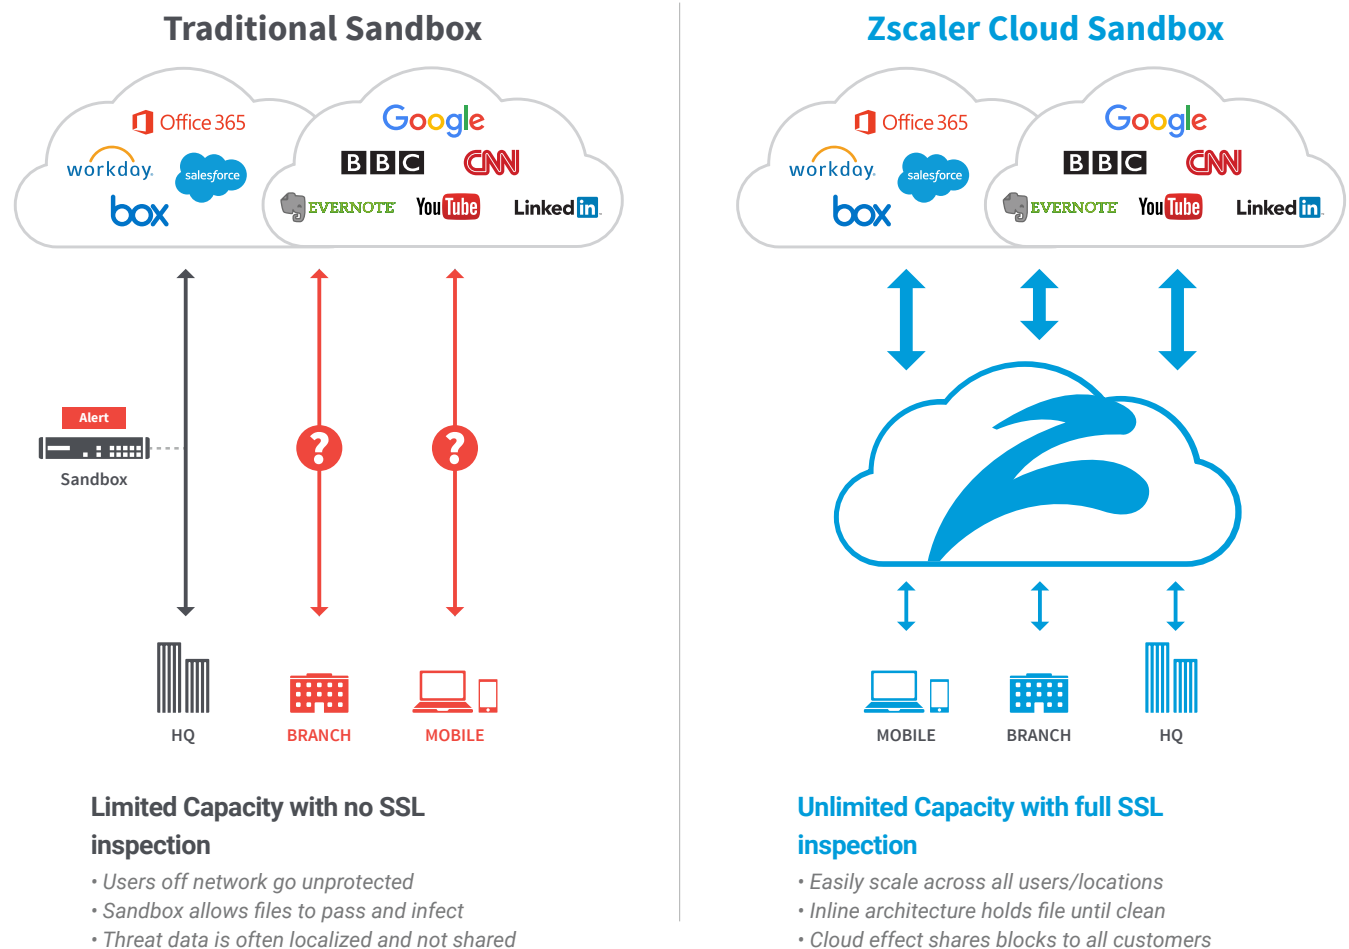 Traditional Sandbox
Office 365
workday.
salesforce
box
Google
BBC
CNN
EVERNOTE
YouTube
Linked in
Alert
Sandbox
?
?
HQ
BRANCH
MOBILE
Limited Capacity with no SSL
inspection
• Users off network go unprotected
• Sandbox allows files to pass and infect
• Threat data is often localized and not shared
Zscaler Cloud Sandbox
Office 365
workday.
salesforce
box
Google
BBC
CNN
EVERNOTE
YouTube
Linked in
MOBILE
BRANCH
HQ
Unlimited Capacity with full SSL
inspection
• Easily scale across all users/locations
• Inline architecture holds file until clean
• Cloud effect shares blocks to all customers